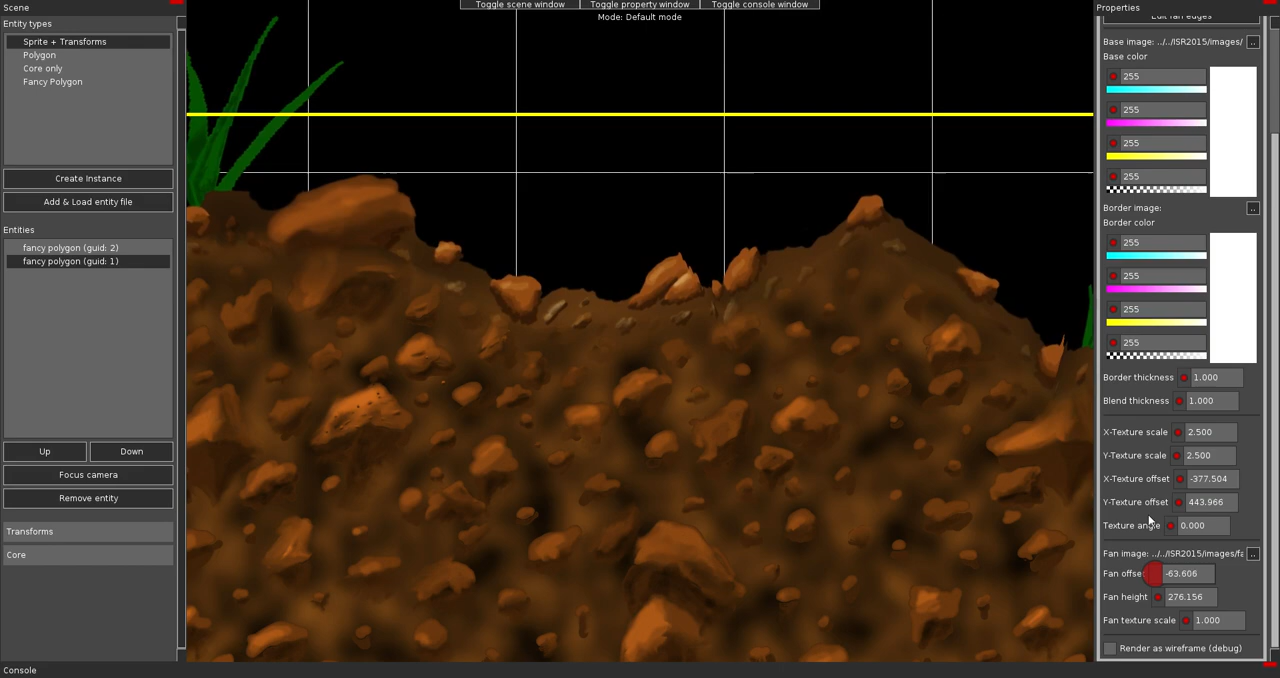 Scene
Toggle scene window
Toggle property window
Toggle console window
Properties
Mode: Default mode
Entity types
Sprite + Transforms
Polygon
Core only
Fancy Polygon
Create Instance
Add & Load entity file
Entities
fancy polygon (guid: 2)
fancy polygon (guid: 1)
Up
Down
Focus camera
Remove entity
Transforms
Core
Edit fan edges
Base image: ../../ISR2015/images/
..
Base color
255
255
255
255
Border image:
..
Border color
255
255
255
255
Border thickness 1.000
Blend thickness 1.000
X-Texture scale 2.500
Y-Texture scale 2.500
X-Texture offset -377.504
Y-Texture offset 443.966
Texture angle 0.000
Fan image: ../../ISR2015/images/fa
..
Fan offse -63.606
Fan height 276.156
Fan texture scale 1.000
Render as wireframe (debug)
Console